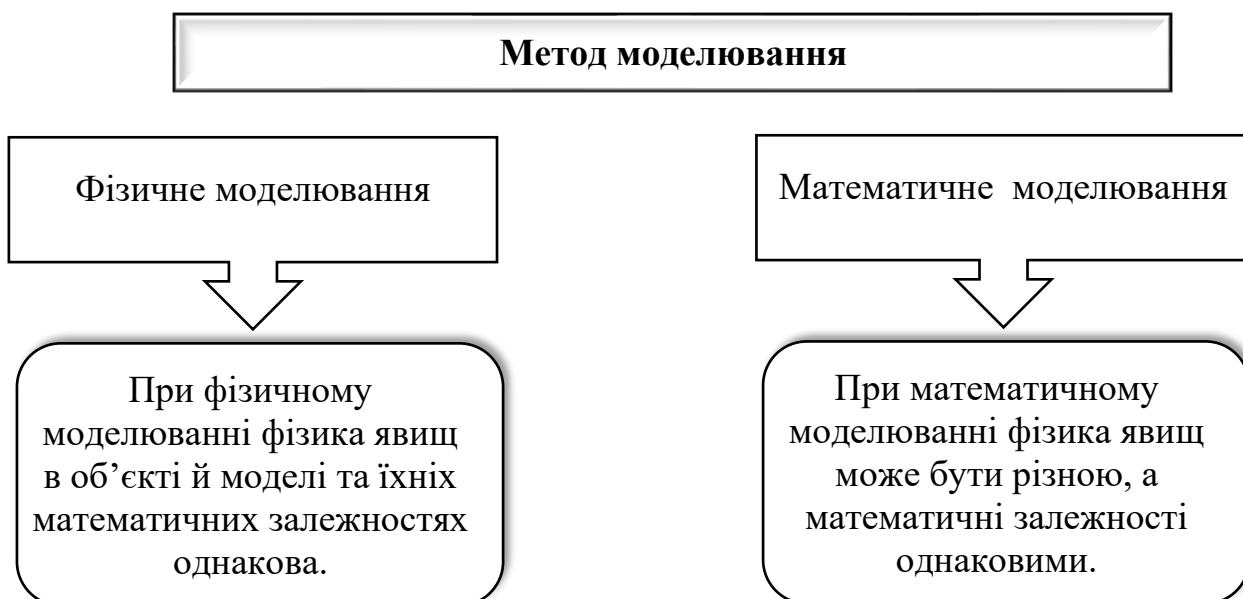 Метод моделювання
Фізичне моделювання
Математичне моделювання
При фізичному
моделюванні фізика явищ
в об’єкті й моделі та їхніх
математичних залежностях
однакова.
При математичному
моделюванні фізика явищ
може бути різною, а
математичні залежності
однаковими.